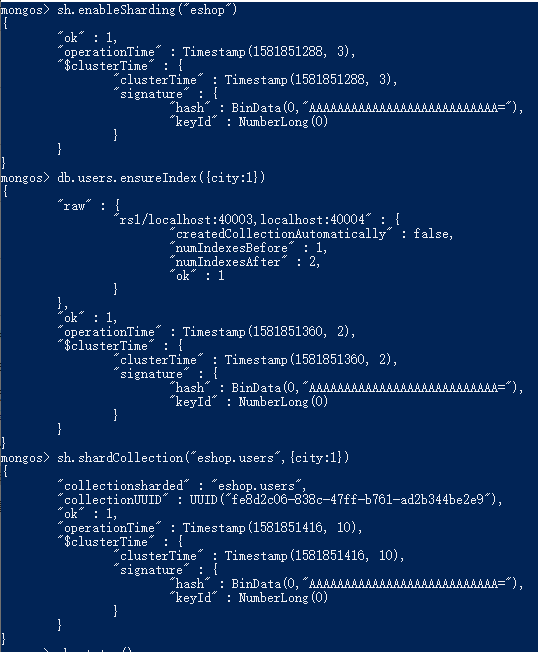 mongos> sh.enableSharding("eshop")
{
        "ok" : 1,
        "operationTime" : Timestamp(1581851288, 3),
        "$clusterTime" : {
                "clusterTime" : Timestamp(1581851288, 3),
                "signature" : {
                        "hash" : BinData(0,"AAAAAAAAAAAAAAAAAAAAAAAAAAA="),
                        "keyId" : NumberLong(0)
                }
        }
}
mongos> db.users.ensureIndex({city:1})
{
        "raw" : {
                "rs1/localhost:40003,localhost:40004" : {
                        "createdCollectionAutomatically" : false,
                        "numIndexesBefore" : 1,
                        "numIndexesAfter" : 2,
                        "ok" : 1
                }
        },
        "ok" : 1,
        "operationTime" : Timestamp(1581851360, 2),
        "$clusterTime" : {
                "clusterTime" : Timestamp(1581851360, 2),
                "signature" : {
                        "hash" : BinData(0,"AAAAAAAAAAAAAAAAAAAAAAAAAAA="),
                        "keyId" : NumberLong(0)
                }
        }
}
mongos> sh.shardCollection("eshop.users",{city:1})
{
        "collectionsharded" : "eshop.users",
        "collectionUUID" : UUID("fe8d2c06-838c-47ff-b761-ad2b344be2e9"),
        "ok" : 1,
        "operationTime" : Timestamp(1581851416, 10),
        "$clusterTime" : {
                "clusterTime" : Timestamp(1581851416, 10),
                "signature" : {
                        "hash" : BinData(0,"AAAAAAAAAAAAAAAAAAAAAAAAAAA="),
                        "keyId" : NumberLong(0)
                }
        }
}